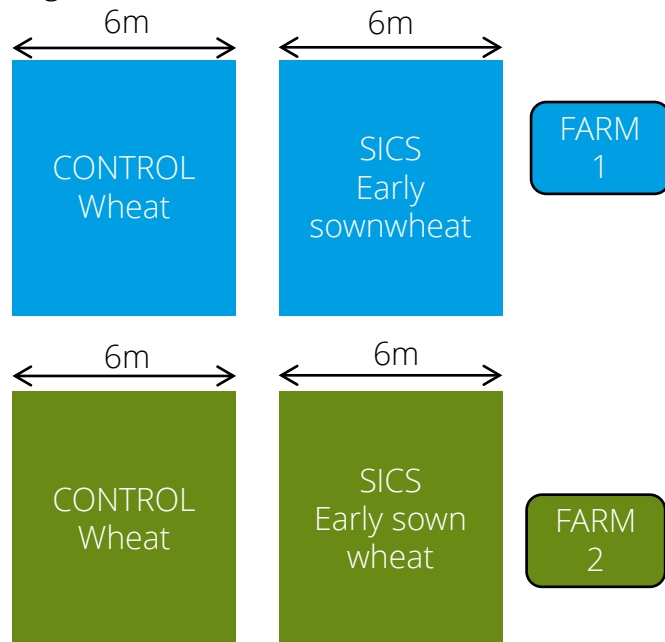 6m
6m
CONTROL
Wheat
SICS
Early
sownwheat
FARM
1
6m
6m
CONTROL
Wheat
SICS
Early sown
wheat
FARM
2